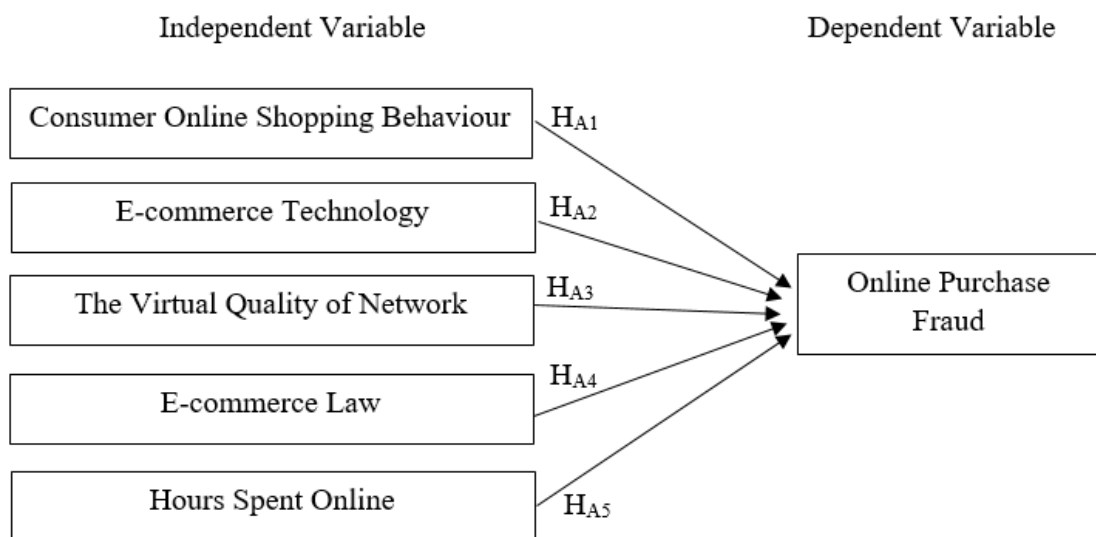 Independent Variable
Dependent Variable
Consumer Online Shopping Behaviour
HA1
E-commerce Technology
HA2
The Virtual Quality of Network
HA3
Online Purchase
Fraud
E-commerce Law
HA4
Hours Spent Online
HA5